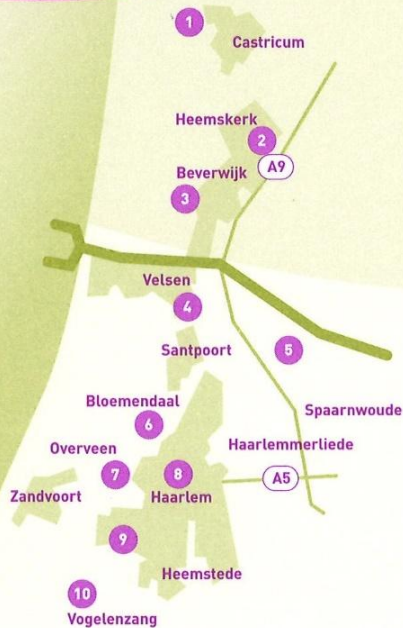 1
Castricum
Heemskerk
2
A9
Beverwijk
3
Velsen
4
5
Santpoort
Spaarnwoude
Bloemendaal
6
Haarlemmerliede
Overveen
7
8
A5
Zandvoort
Haarlem
9
Heemstede
10
Vogelenzang